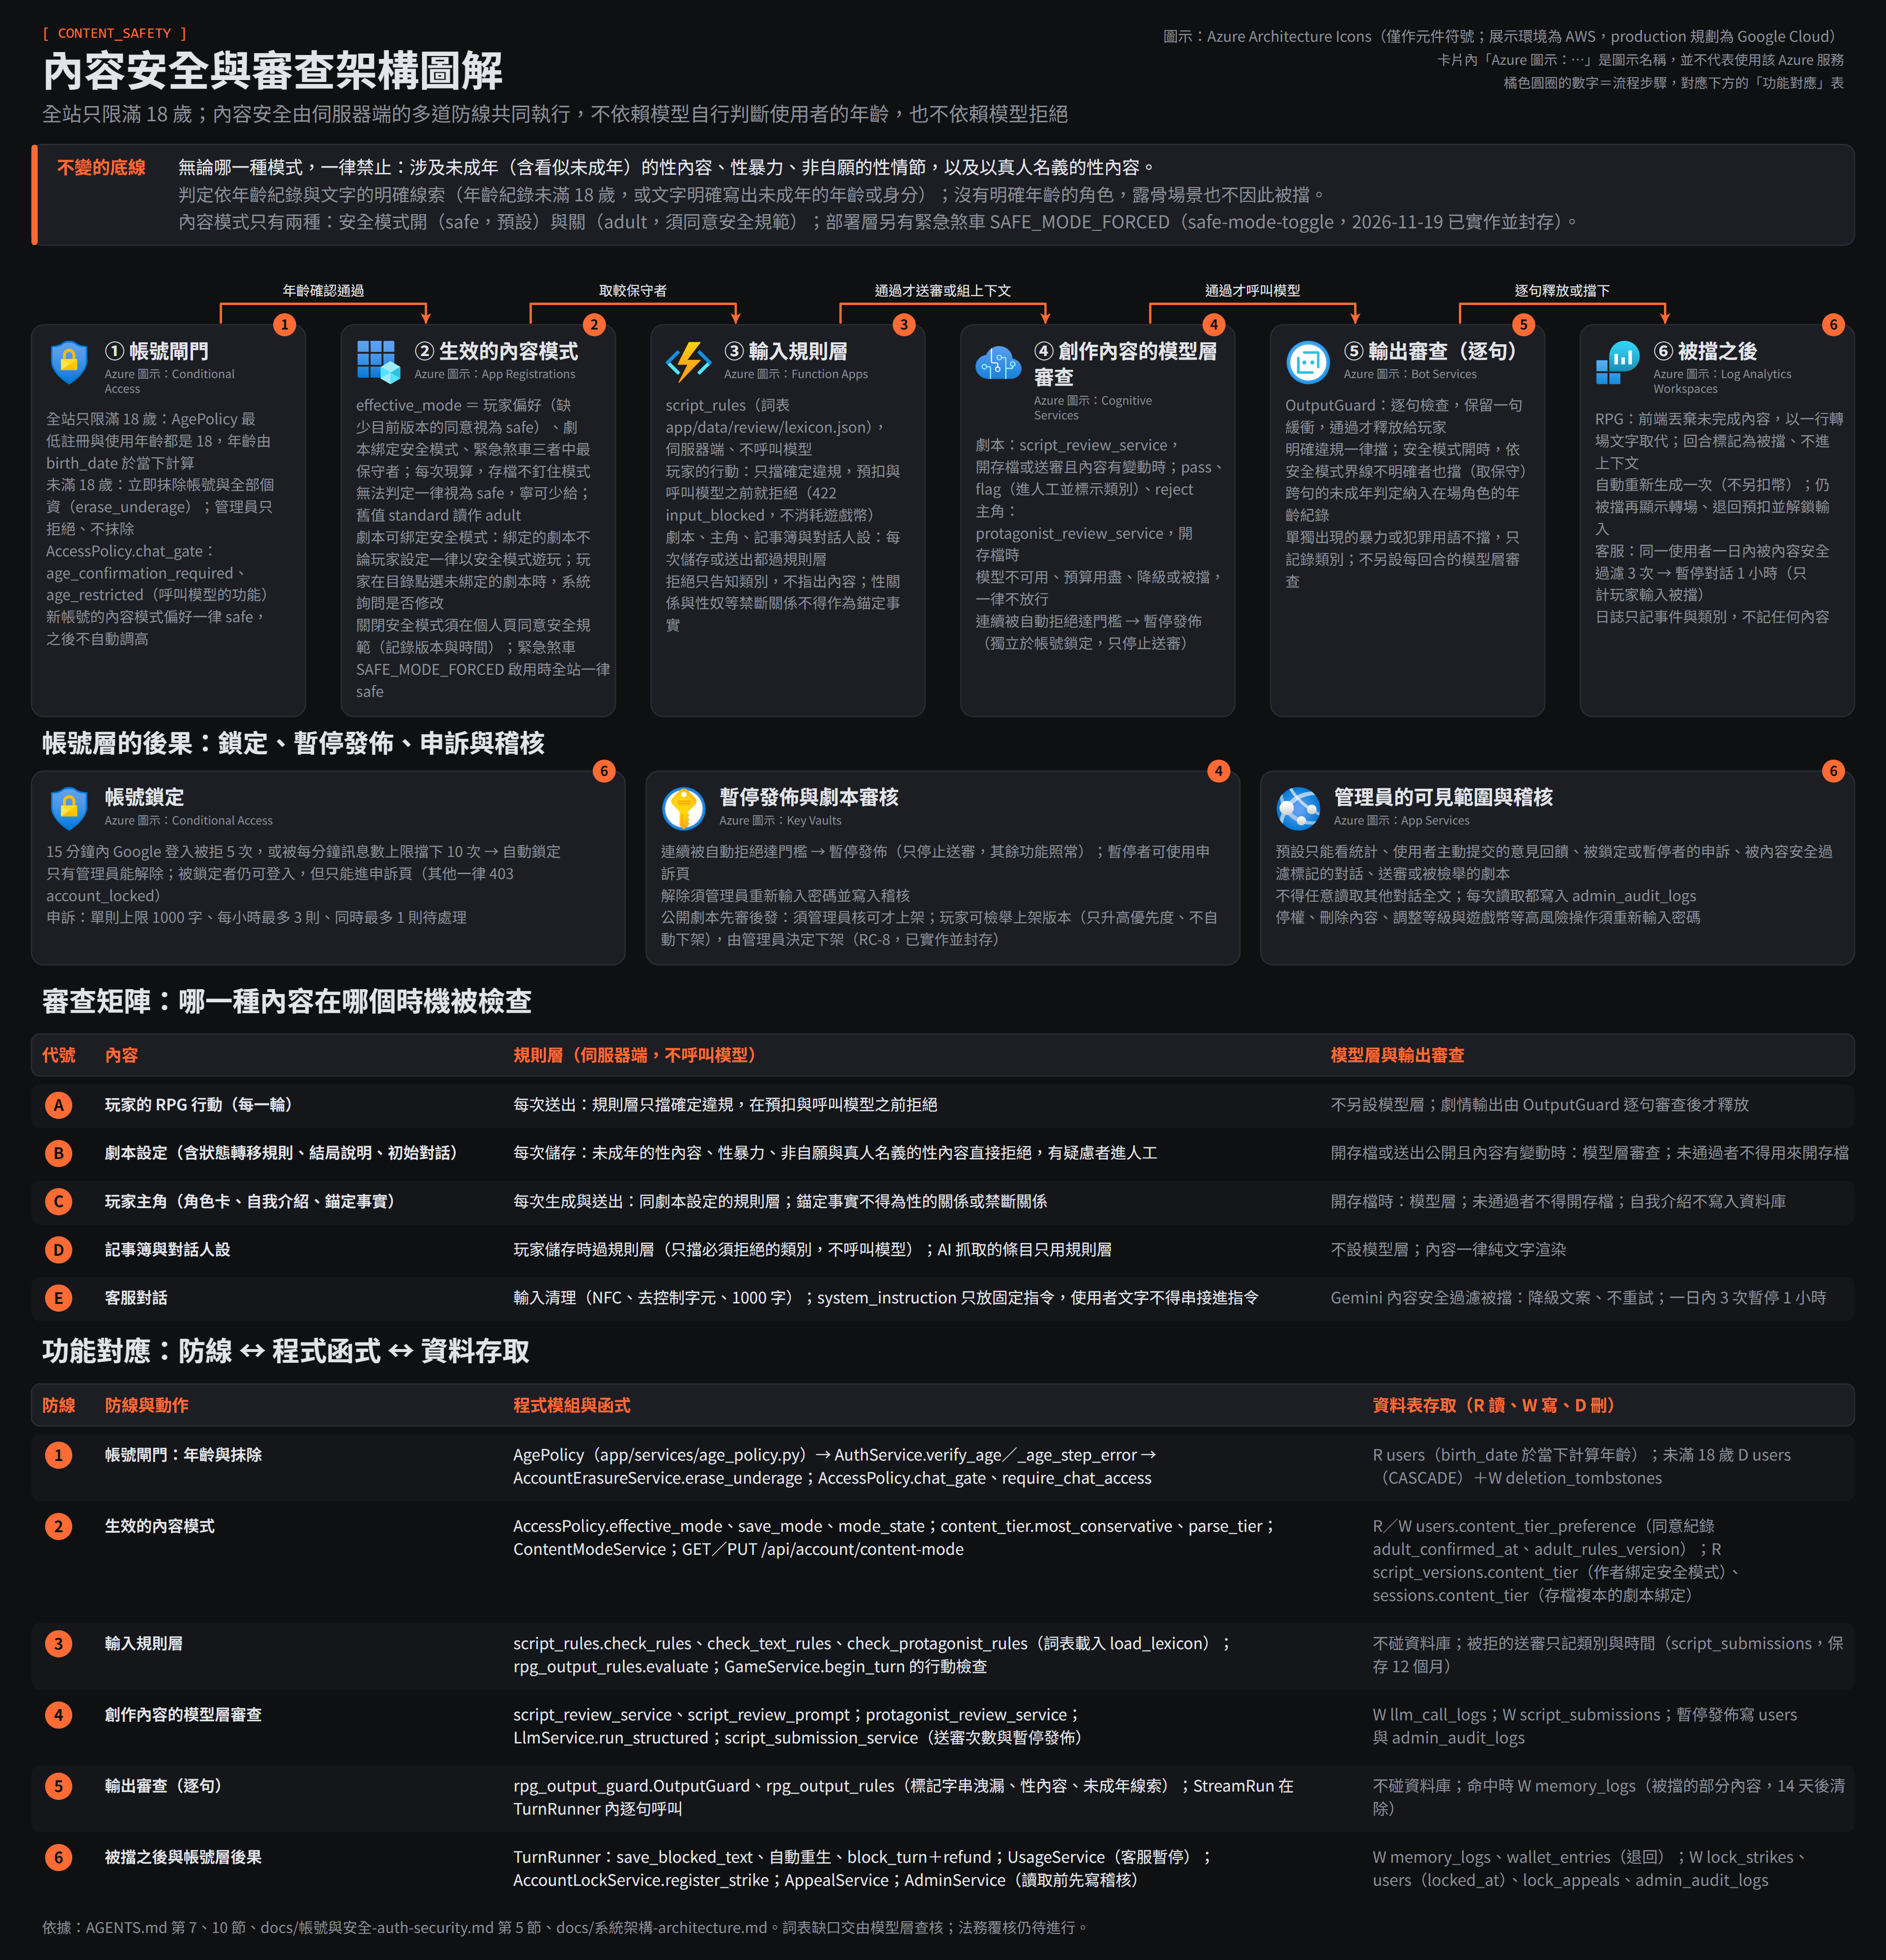 [ CONTENT_SAFETY ]
內容安全與審查架構圖解
全站只限滿 18 歲；內容安全由伺服器端的多道防線共同執行，不依賴模型自行判斷使用者的年齡，也不依賴模型拒絕
圖示：Azure Architecture Icons（僅作元件符號；展示環境為 AWS，production 規劃為 Google Cloud）
卡片內「Azure 圖示：…」是圖示名稱，並不代表使用該 Azure 服務
橘色圓圈的數字＝流程步驟，對應下方的「功能對應」表
不變的底線
無論哪一種模式，一律禁止：涉及未成年（含看似未成年）的性內容、性暴力、非自願的性情節，以及以真人名義的性內容。
判定依年齡紀錄與文字的明確線索（年齡紀錄未滿 18 歲，或文字明確寫出未成年的年齡或身分）；沒有明確年齡的角色，露骨場景也不因此被擋。
內容模式只有兩種：安全模式開（safe，預設）與關（adult，須同意安全規範）；部署層另有緊急煞車 SAFE_MODE_FORCED（safe-mode-toggle，2026-11-19 已實作並封存）。
年齡確認通過
取較保守者
通過才送審或組上下文
通過才呼叫模型
逐句釋放或擋下
1
① 帳號閘門
Azure 圖示：Conditional
Access
全站只限滿 18 歲：AgePolicy 最
低註冊與使用年齡都是 18，年齡由
birth_date 於當下計算
未滿 18 歲：立即抹除帳號與全部個
資（erase_underage）；管理員只
拒絕、不抹除
AccessPolicy.chat_gate：
age_confirmation_required、
age_restricted（呼叫模型的功能）
新帳號的內容模式偏好一律 safe，
之後不自動調高
2
② 生效的內容模式
Azure 圖示：App Registrations
effective_mode ＝ 玩家偏好（缺
少目前版本的同意視為 safe）、劇
本綁定安全模式、緊急煞車三者中最
保守者；每次現算，存檔不釘住模式
無法判定一律視為 safe，寧可少給；
舊值 standard 讀作 adult
劇本可綁定安全模式：綁定的劇本不
論玩家設定一律以安全模式遊玩；玩
家在目錄點選未綁定的劇本時，系統
詢問是否修改
關閉安全模式須在個人頁同意安全規
範（記錄版本與時間）；緊急煞車
SAFE_MODE_FORCED 啟用時全站一律
safe
3
③ 輸入規則層
Azure 圖示：Function Apps
script_rules（詞表
app/data/review/lexicon.json），
伺服器端、不呼叫模型
玩家的行動：只擋確定違規，預扣與
呼叫模型之前就拒絕（422
input_blocked，不消耗遊戲幣）
劇本、主角、記事簿與對話人設：每
次儲存或送出都過規則層
拒絕只告知類別，不指出內容；性關
係與性奴等禁斷關係不得作為錨定事
實
4
④ 創作內容的模型層
審查
Azure 圖示：Cognitive
Services
劇本：script_review_service，
開存檔或送審且內容有變動時；pass、
flag（進人工並標示類別）、reject
主角：
protagonist_review_service，開
存檔時
模型不可用、預算用盡、降級或被擋，
一律不放行
連續被自動拒絕達門檻 → 暫停發佈
（獨立於帳號鎖定，只停止送審）
5
⑤ 輸出審查（逐句）
Azure 圖示：Bot Services
OutputGuard：逐句檢查，保留一句
緩衝，通過才釋放給玩家
明確違規一律擋；安全模式開時，依
安全模式界線不明確者也擋（取保守）
跨句的未成年判定納入在場角色的年
齡紀錄
單獨出現的暴力或犯罪用語不擋，只
記錄類別；不另設每回合的模型層審
查
6
⑥ 被擋之後
Azure 圖示：Log Analytics
Workspaces
RPG：前端丟棄未完成內容，以一行轉
場文字取代；回合標記為被擋、不進
上下文
自動重新生成一次（不另扣幣）；仍
被擋再顯示轉場、退回預扣並解鎖輸
入
客服：同一使用者一日內被內容安全
過濾 3 次 → 暫停對話 1 小時（只
計玩家輸入被擋）
日誌只記事件與類別，不記任何內容
帳號層的後果：鎖定、暫停發佈、申訴與稽核
6
帳號鎖定
Azure 圖示：Conditional Access
15 分鐘內 Google 登入被拒 5 次，或被每分鐘訊息數上限擋下 10 次 → 自動鎖定
只有管理員能解除；被鎖定者仍可登入，但只能進申訴頁（其他一律 403
account_locked）
申訴：單則上限 1000 字、每小時最多 3 則、同時最多 1 則待處理
4
暫停發佈與劇本審核
Azure 圖示：Key Vaults
連續被自動拒絕達門檻 → 暫停發佈（只停止送審，其餘功能照常）；暫停者可使用申
訴頁
解除須管理員重新輸入密碼並寫入稽核
公開劇本先審後發：須管理員核可才上架；玩家可檢舉上架版本（只升高優先度、不自
動下架），由管理員決定下架（RC-8，已實作並封存）
6
管理員的可見範圍與稽核
Azure 圖示：App Services
預設只能看統計、使用者主動提交的意見回饋、被鎖定或暫停者的申訴、被內容安全過
濾標記的對話、送審或被檢舉的劇本
不得任意讀取其他對話全文；每次讀取都寫入 admin_audit_logs
停權、刪除內容、調整等級與遊戲幣等高風險操作須重新輸入密碼
審查矩陣：哪一種內容在哪個時機被檢查
代號 內容 規則層（伺服器端，不呼叫模型） 模型層與輸出審查
A 玩家的 RPG 行動（每一輪） 每次送出：規則層只擋確定違規，在預扣與呼叫模型之前拒絕 不另設模型層；劇情輸出由 OutputGuard 逐句審查後才釋放
B 劇本設定（含狀態轉移規則、結局說明、初始對話） 每次儲存：未成年的性內容、性暴力、非自願與真人名義的性內容直接拒絕，有疑慮者進人工 開存檔或送出公開且內容有變動時：模型層審查；未通過者不得用來開存檔
C 玩家主角（角色卡、自我介紹、錨定事實） 每次生成與送出：同劇本設定的規則層；錨定事實不得為性的關係或禁斷關係 開存檔時：模型層；未通過者不得開存檔；自我介紹不寫入資料庫
D 記事簿與對話人設 玩家儲存時過規則層（只擋必須拒絕的類別，不呼叫模型）；AI 抓取的條目只用規則層 不設模型層；內容一律純文字渲染
E 客服對話 輸入清理（NFC、去控制字元、1000 字）；system_instruction 只放固定指令，使用者文字不得串接進指令 Gemini 內容安全過濾被擋：降級文案、不重試；一日內 3 次暫停 1 小時
功能對應：防線 ↔ 程式函式 ↔ 資料存取
防線 防線與動作 程式模組與函式 資料表存取（R 讀、W 寫、D 刪）
1 帳號閘門：年齡與抹除 AgePolicy（app/services/age_policy.py）→ AuthService.verify_age／_age_step_error →
AccountErasureService.erase_underage；AccessPolicy.chat_gate、require_chat_access
R users（birth_date 於當下計算年齡）；未滿 18 歲 D users
（CASCADE）＋W deletion_tombstones
2 生效的內容模式 AccessPolicy.effective_mode、save_mode、mode_state；content_tier.most_conservative、parse_tier；
ContentModeService；GET／PUT /api/account/content-mode
R／W users.content_tier_preference（同意紀錄
adult_confirmed_at、adult_rules_version）；R
script_versions.content_tier（作者綁定安全模式）、
sessions.content_tier（存檔複本的劇本綁定）
3 輸入規則層 script_rules.check_rules、check_text_rules、check_protagonist_rules（詞表載入 load_lexicon）；
rpg_output_rules.evaluate；GameService.begin_turn 的行動檢查
不碰資料庫；被拒的送審只記類別與時間（script_submissions，保
存 12 個月）
4 創作內容的模型層審查 script_review_service、script_review_prompt；protagonist_review_service；
LlmService.run_structured；script_submission_service（送審次數與暫停發佈）
W llm_call_logs；W script_submissions；暫停發佈寫 users
與 admin_audit_logs
5 輸出審查（逐句） rpg_output_guard.OutputGuard、rpg_output_rules（標記字串洩漏、性內容、未成年線索）；StreamRun 在
TurnRunner 內逐句呼叫
不碰資料庫；命中時 W memory_logs（被擋的部分內容，14 天後清
除）
6 被擋之後與帳號層後果 TurnRunner：save_blocked_text、自動重生、block_turn＋refund；UsageService（客服暫停）；
AccountLockService.register_strike；AppealService；AdminService（讀取前先寫稽核）
W memory_logs、wallet_entries（退回）；W lock_strikes、
users（locked_at）、lock_appeals、admin_audit_logs
依據：AGENTS.md 第 7、10 節、docs/帳號與安全-auth-security.md 第 5 節、docs/系統架構-architecture.md。詞表缺口交由模型層查核；法務覆核仍待進行。